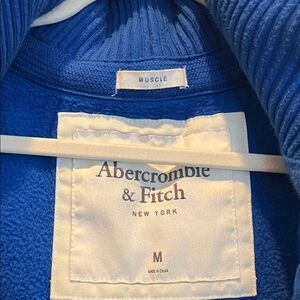 MUSCLE
Abercrombie
& Fitch
NEW YORK
M
MADE IN CHINA